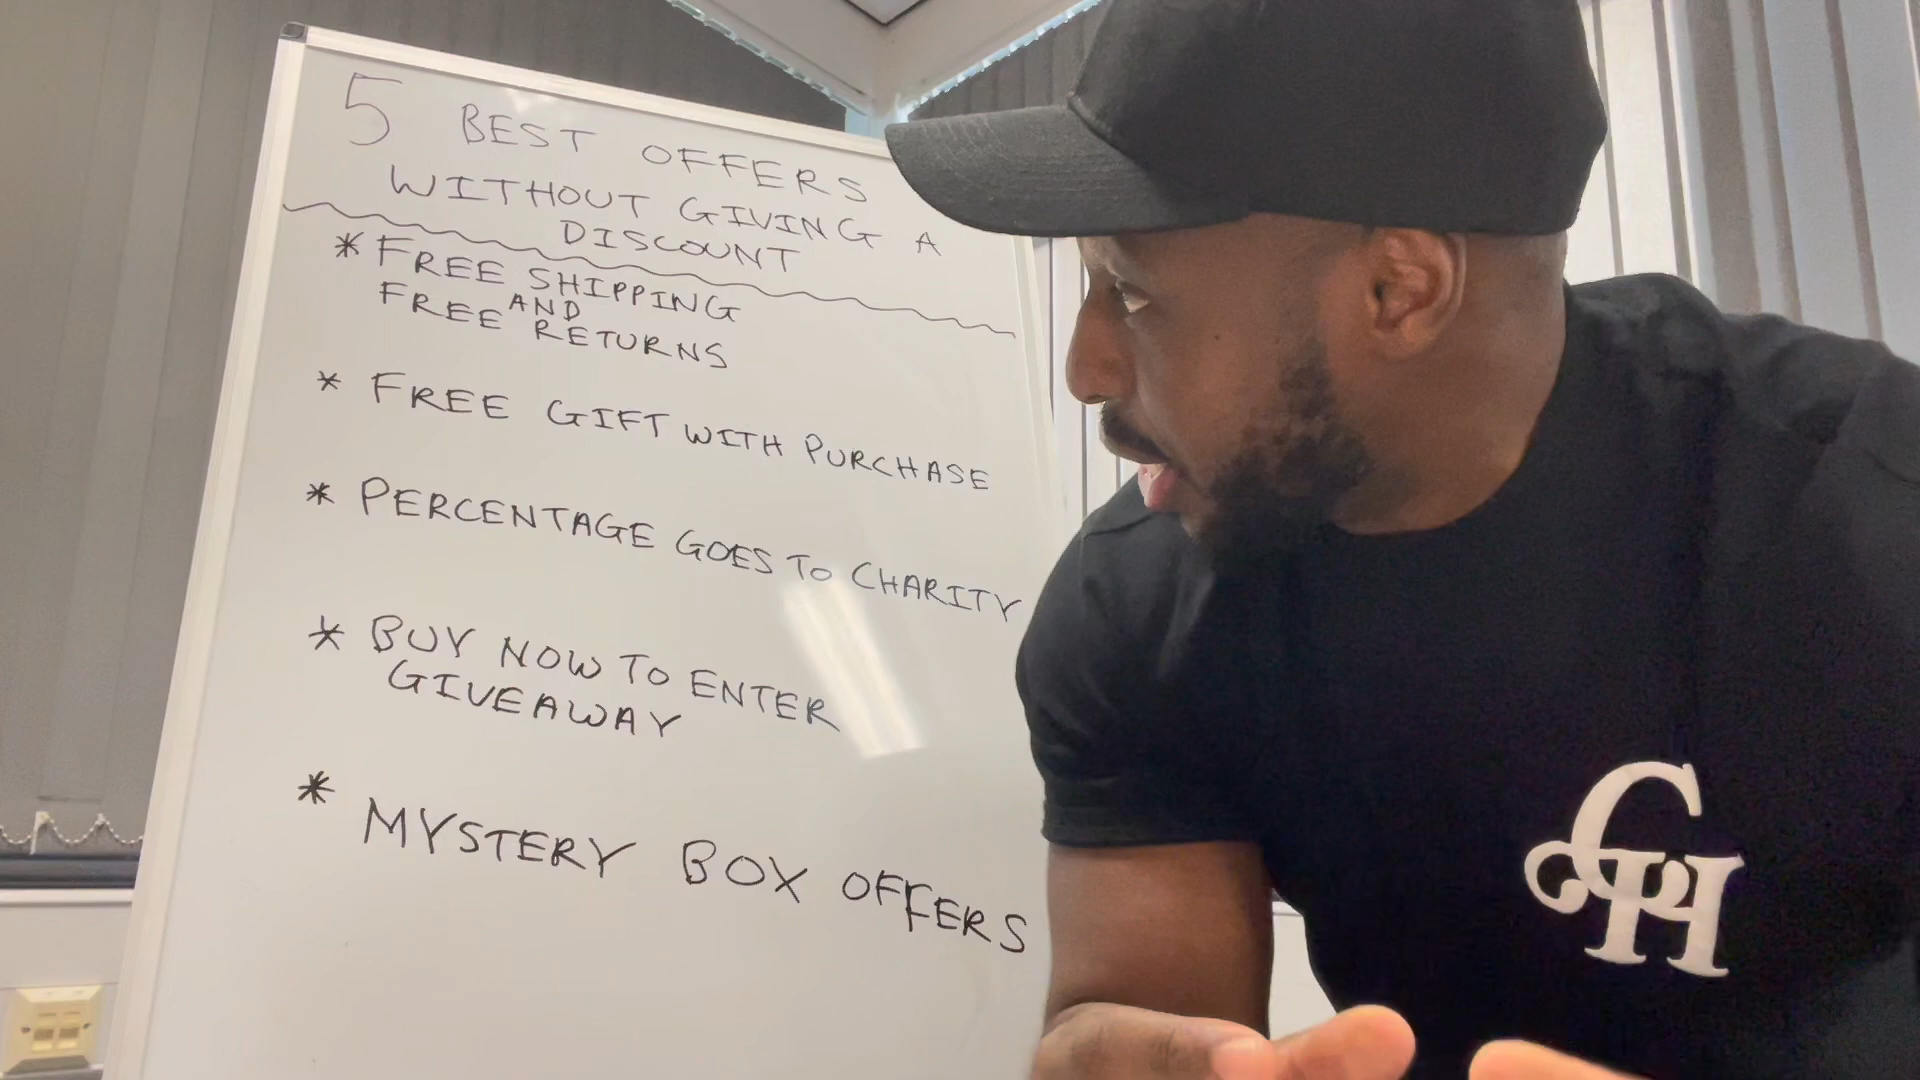 5 BEST OFFERS
WITHOUT GIVING A
DISCOUNT
* FREE SHIPPING
AND
FREE RETURNS
* FREE GIFT WITH PURCHASE
* PERCENTAGE GOES TO CHARITY
* BUY NOW TO ENTER
GIVEAWAY
* MYSTERY BOX OFFERS